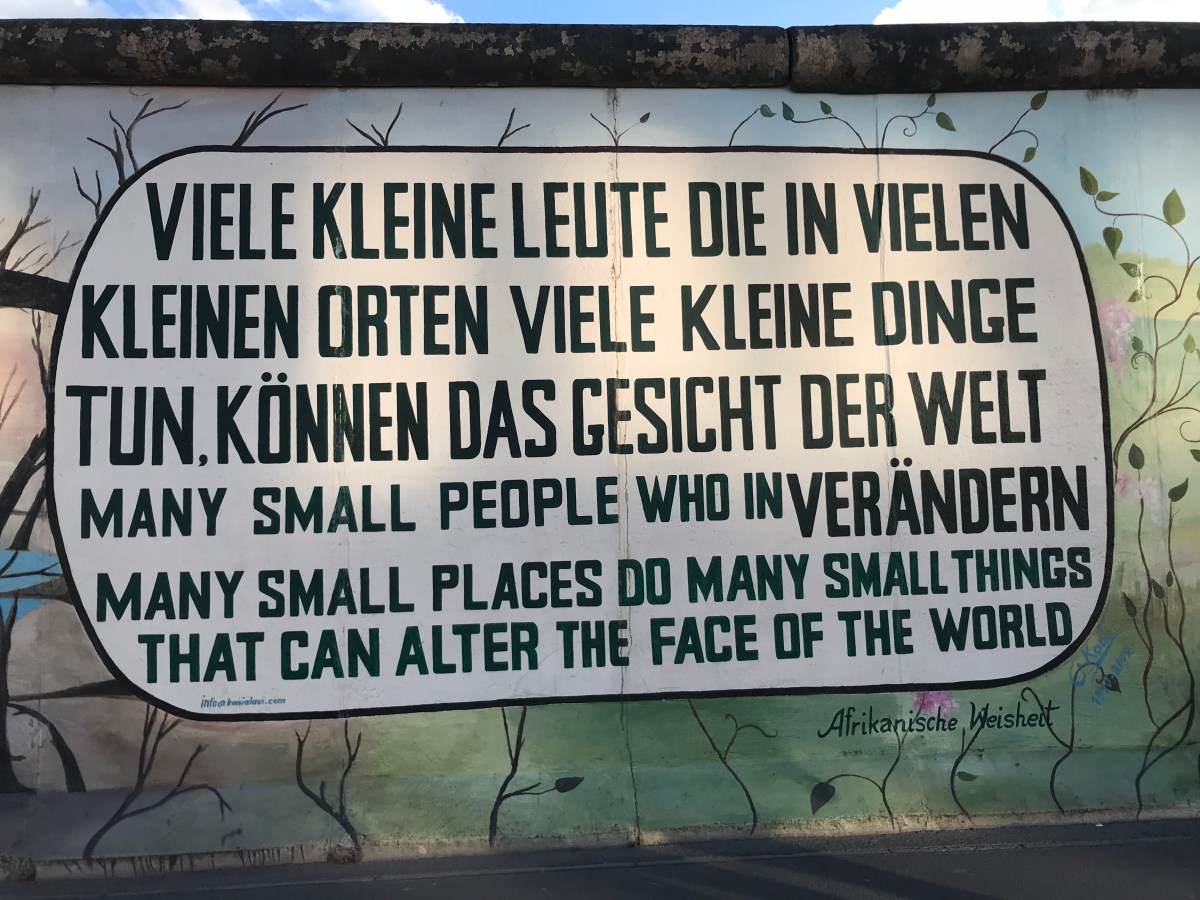 VIELE KLEINE LEUTE DIE IN VIELEN
KLEINEN ORTEN VIELE KLEINE DINGE
TUN, KÖNNEN DAS GESICHT DER WELT
VERÄNDERN
MANY SMALL PEOPLE WHO IN
MANY SMALL PLACES DO MANY SMALL THINGS
THAT CAN ALTER THE FACE OF THE WORLD
Afrikanische Weisheit